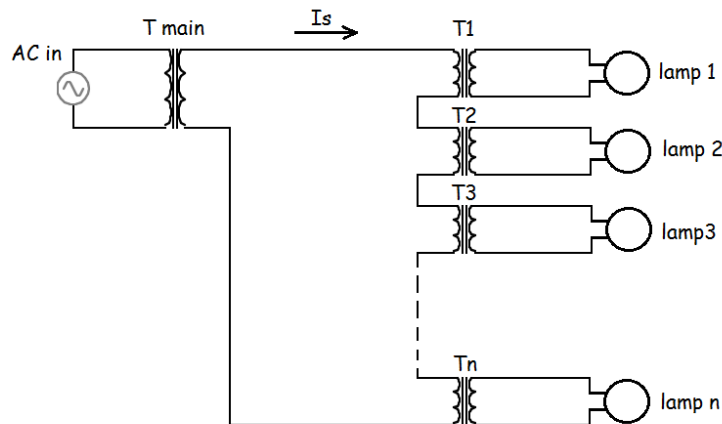 Is
T main
T1
AC in
lamp 1
T2
lamp 2
T3
lamp3
Tn
lamp n